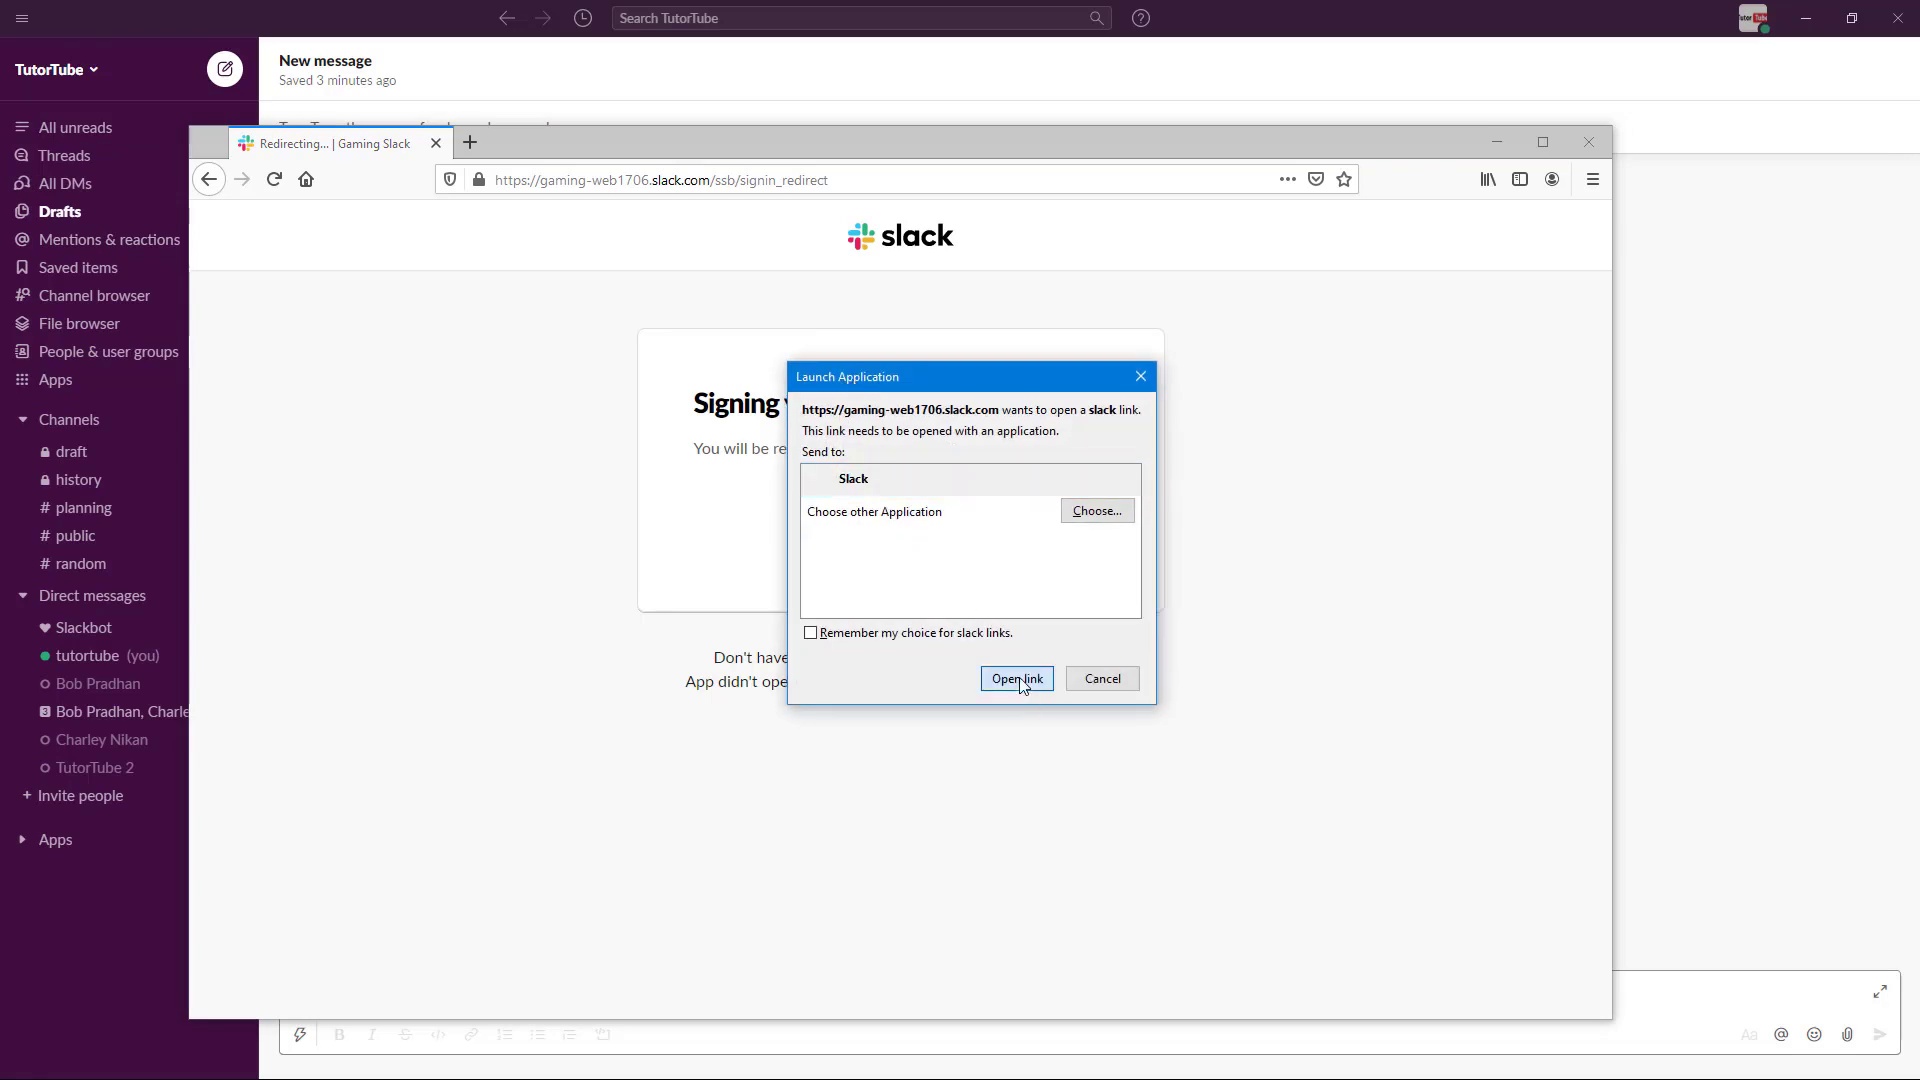 Search TutorTube
TutorTube
New message
Saved 3 minutes ago
All unreads
Threads
All DMs
Drafts
Mentions & reactions
Saved items
Channel browser
File browser
People & user groups
Apps
Channels
draft
history
# planning
# public
# random
Direct messages
Slackbot
tutortube (you)
Bob Pradhan
3 Bob Pradhan, Charle
Charley Nikan
TutorTube 2
+ Invite people
Apps
Redirecting... | Gaming Slack
https://gaming-web1706.slack.com/ssb/signin_redirect
slack
Signing
You will be re
Don't have
App didn't ope
Launch Application
https://gaming-web1706.slack.com wants to open a slack link.
This link needs to be opened with an application.
Send to:
Slack
Choose other Application
Choose...
Remember my choice for slack links.
Open link
Cancel
B I S
Aa @